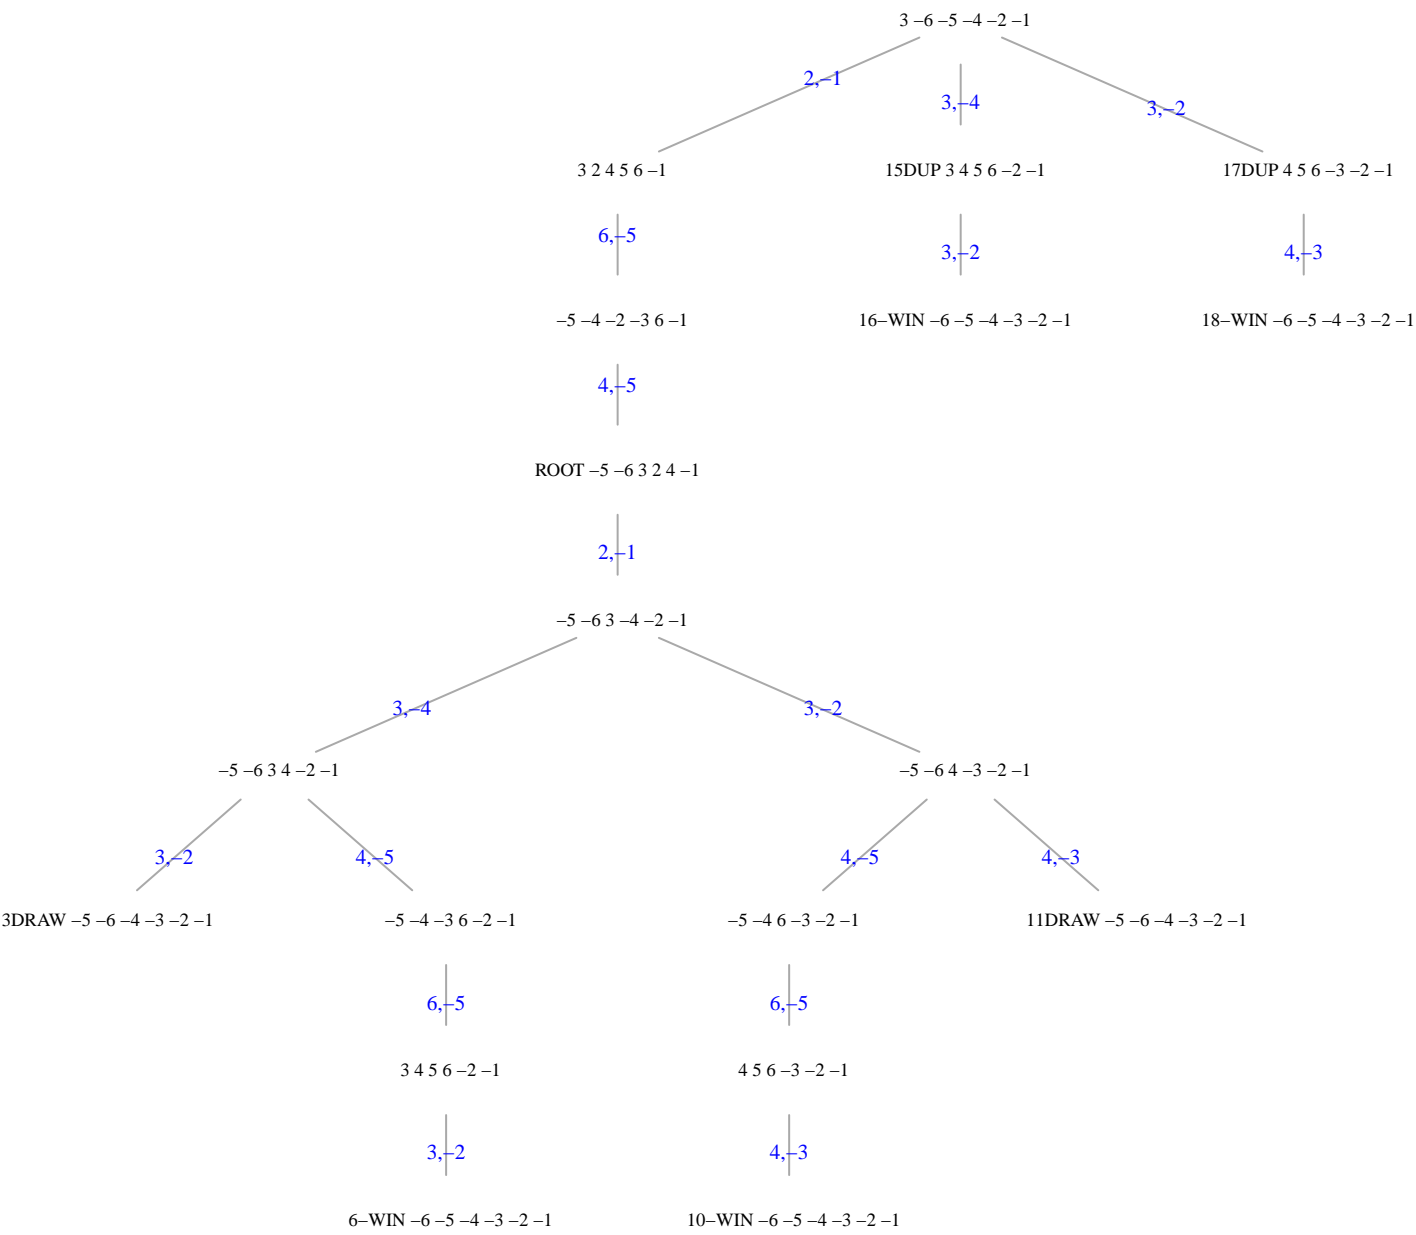 3 –6 –5 –4 –2 –1
2,–1
3,–4
3,–2
3 2 4 5 6 –1
15DUP 3 4 5 6 –2 –1
17DUP 4 5 6 –3 –2 –1
6,–5
3,–2
4,–3
–5 –4 –2 –3 6 –1
16–WIN –6 –5 –4 –3 –2 –1
18–WIN –6 –5 –4 –3 –2 –1
4,–5
ROOT –5 –6 3 2 4 –1
2,–1
–5 –6 3 –4 –2 –1
3,–4
3,–2
–5 –6 3 4 –2 –1
–5 –6 4 –3 –2 –1
3,–2
4,–5
4,–5
4,–3
3DRAW –5 –6 –4 –3 –2 –1
–5 –4 –3 6 –2 –1
–5 –4 6 –3 –2 –1
11DRAW –5 –6 –4 –3 –2 –1
6,–5
6,–5
3 4 5 6 –2 –1
4 5 6 –3 –2 –1
3,–2
4,–3
6–WIN –6 –5 –4 –3 –2 –1
10–WIN –6 –5 –4 –3 –2 –1